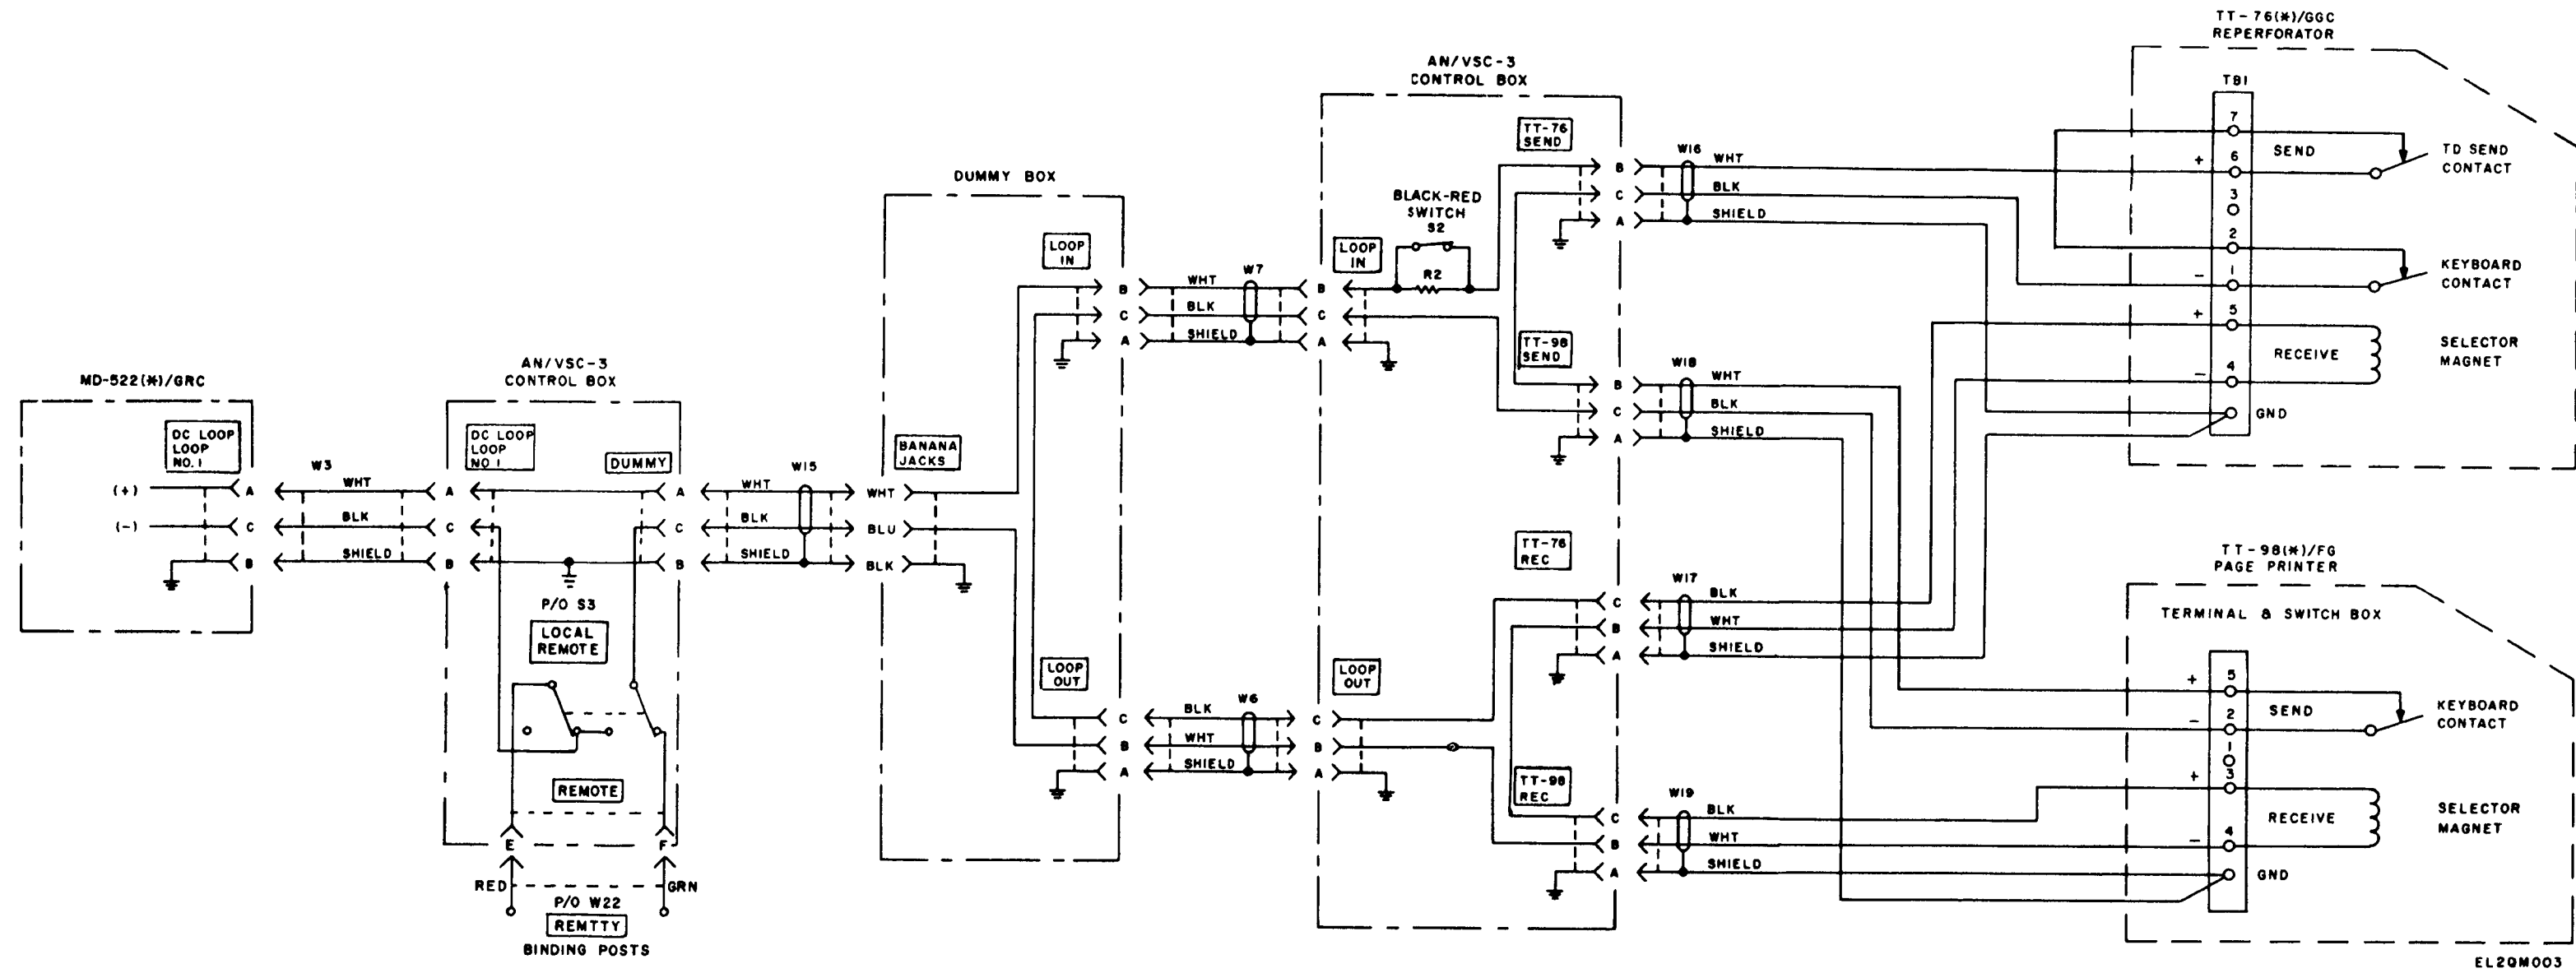 TT-76(*)/GGC
REPERFORATOR
TB1
7
6
3
2
1
5
4
+
-
+
-
SEND
RECEIVE
GND
TD SEND
CONTACT
KEYBOARD
CONTACT
SELECTOR
MAGNET
AN/VSC-3
CONTROL BOX
TT-76
SEND
B
C
A
W16
WHT
BLK
SHIELD
BLACK-RED
SWITCH
S2
R2
LOOP
IN
B
C
A
TT-98
SEND
B
C
A
W18
WHT
BLK
SHIELD
TT-76
REC
C
B
A
W17
BLK
WHT
SHIELD
LOOP
OUT
C
B
A
TT-98
REC
C
B
A
W19
BLK
WHT
SHIELD
DUMMY BOX
LOOP
IN
B
C
A
W7
WHT
BLK
SHIELD
BANANA
JACKS
WHT
BLU
BLK
LOOP
OUT
C
B
A
W6
BLK
WHT
SHIELD
MD-522(*)/GRC
DC LOOP
LOOP
NO.1
(+)
(-)
A
C
B
W3
WHT
BLK
SHIELD
AN/VSC-3
CONTROL BOX
DC LOOP
LOOP
NO 1
A
C
B
DUMMY
A
C
B
W15
WHT
BLK
SHIELD
P/O S3
LOCAL
REMOTE
REMOTE
E
F
RED
GRN
P/O W22
REMTTY
BINDING POSTS
TT-98(*)/FG
PAGE PRINTER
TERMINAL & SWITCH BOX
5
2
1
3
4
+
-
+
-
SEND
RECEIVE
GND
KEYBOARD
CONTACT
SELECTOR
MAGNET
EL2QM003